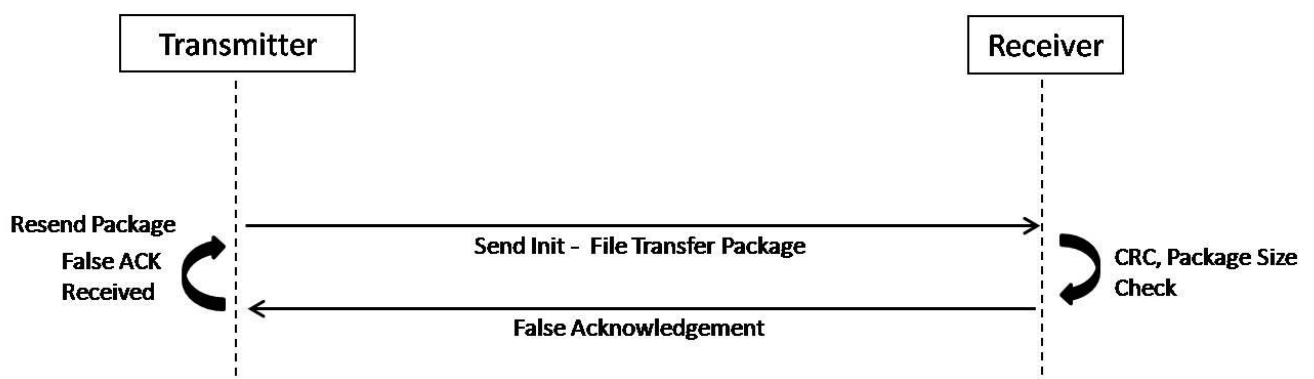 Transmitter
Receiver
Resend Package
Send Init - File Transfer Package
False ACK
Received
CRC, Package Size
Check
False Acknowledgement